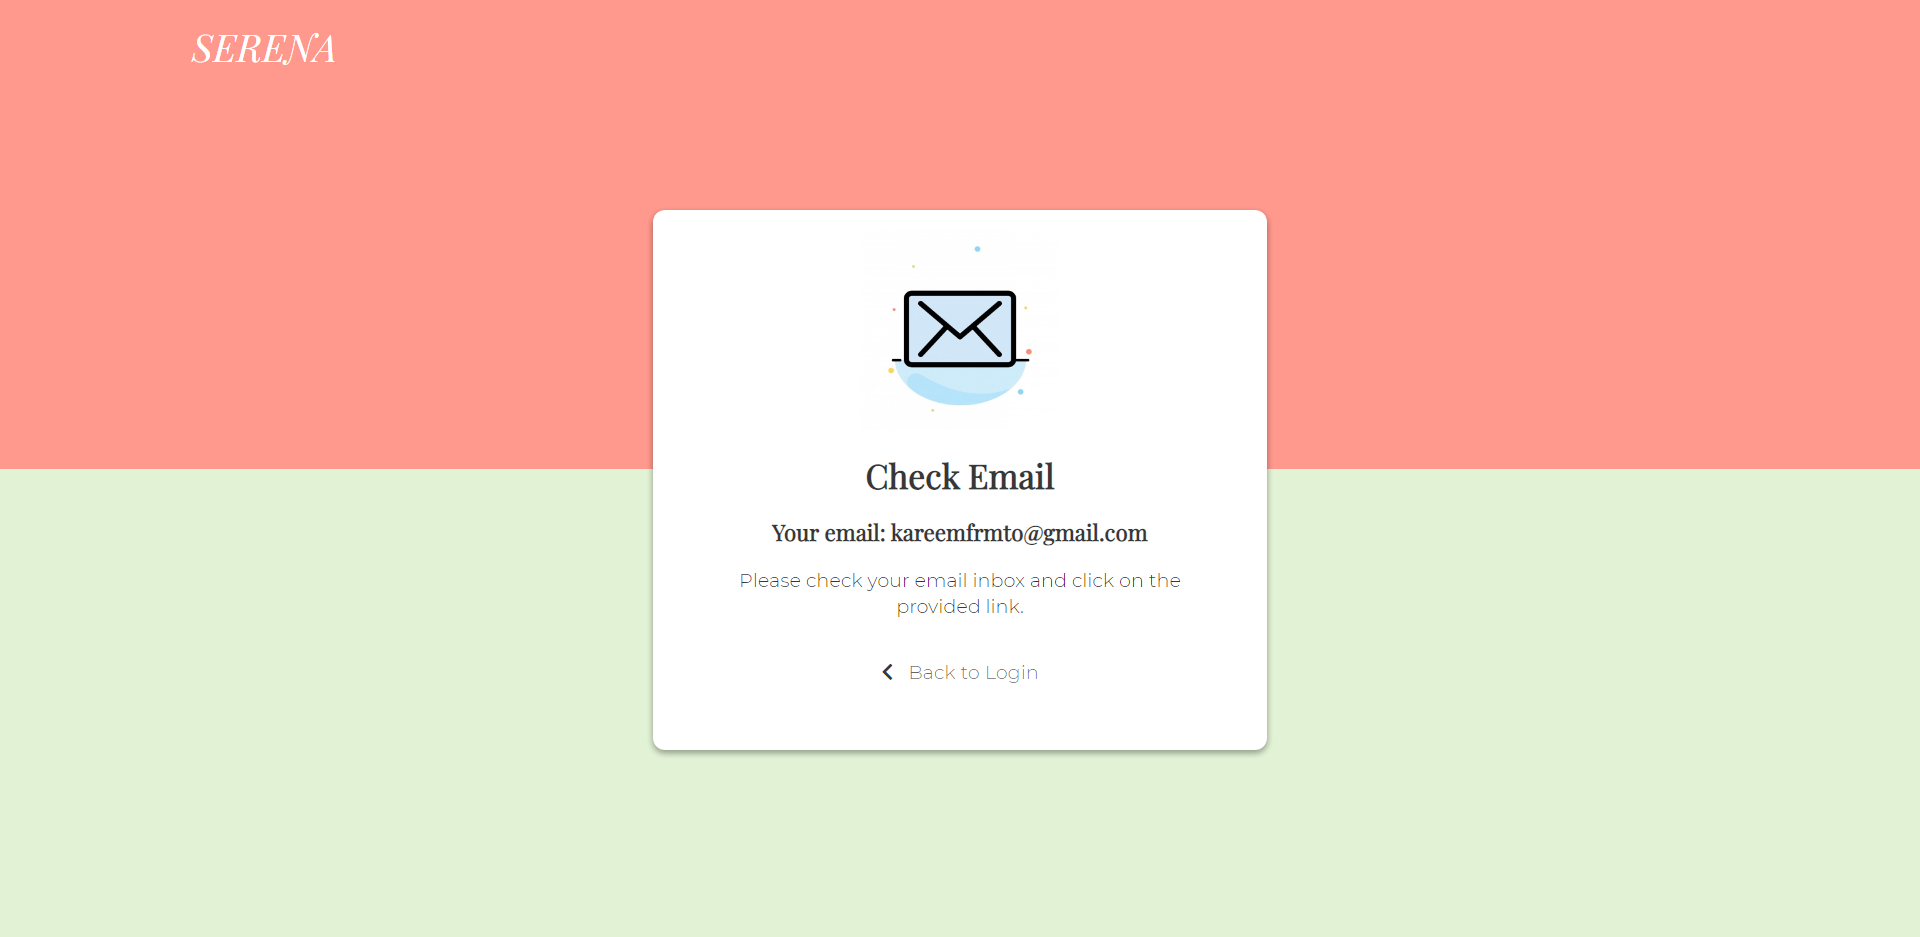 SERENA
Check Email
Your email: kareemfrmto@gmail.com
Please check your email inbox and click on the
provided link.
Back to Login